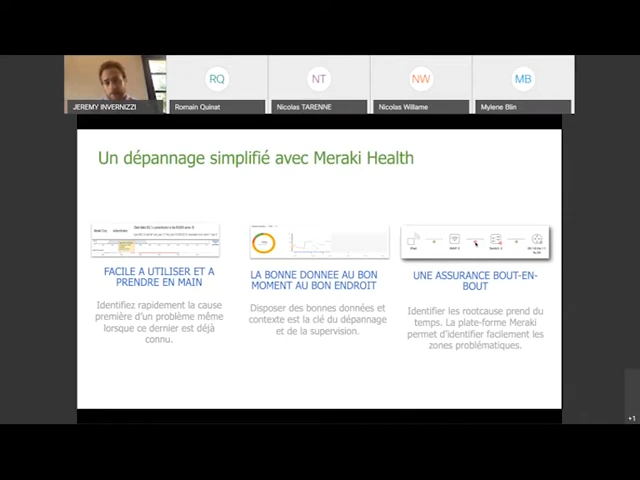 RQ
NT
NW
MB
JEREMY INVERNIZZI
Romain Quinat
Nicolas TARENNE
Nicolas Willame
Mylene Blin
Un dépannage simplifié avec Meraki Health
FACILE A UTILISER ET A
PRENDRE EN MAIN
Identifiez rapidement la cause
première d'un problème même
lorsque ce dernier est déjà
connu.
LA BONNE DONNEE AU BON
MOMENT AU BON ENDROIT
Disposer des bonnes données et
contexte est la clé du dépannage
et de la supervision.
UNE ASSURANCE BOUT-EN-
BOUT
Identifier les rootcause prend du
temps. La plate-forme Meraki
permet d'identifier facilement les
zones problématiques.
+1